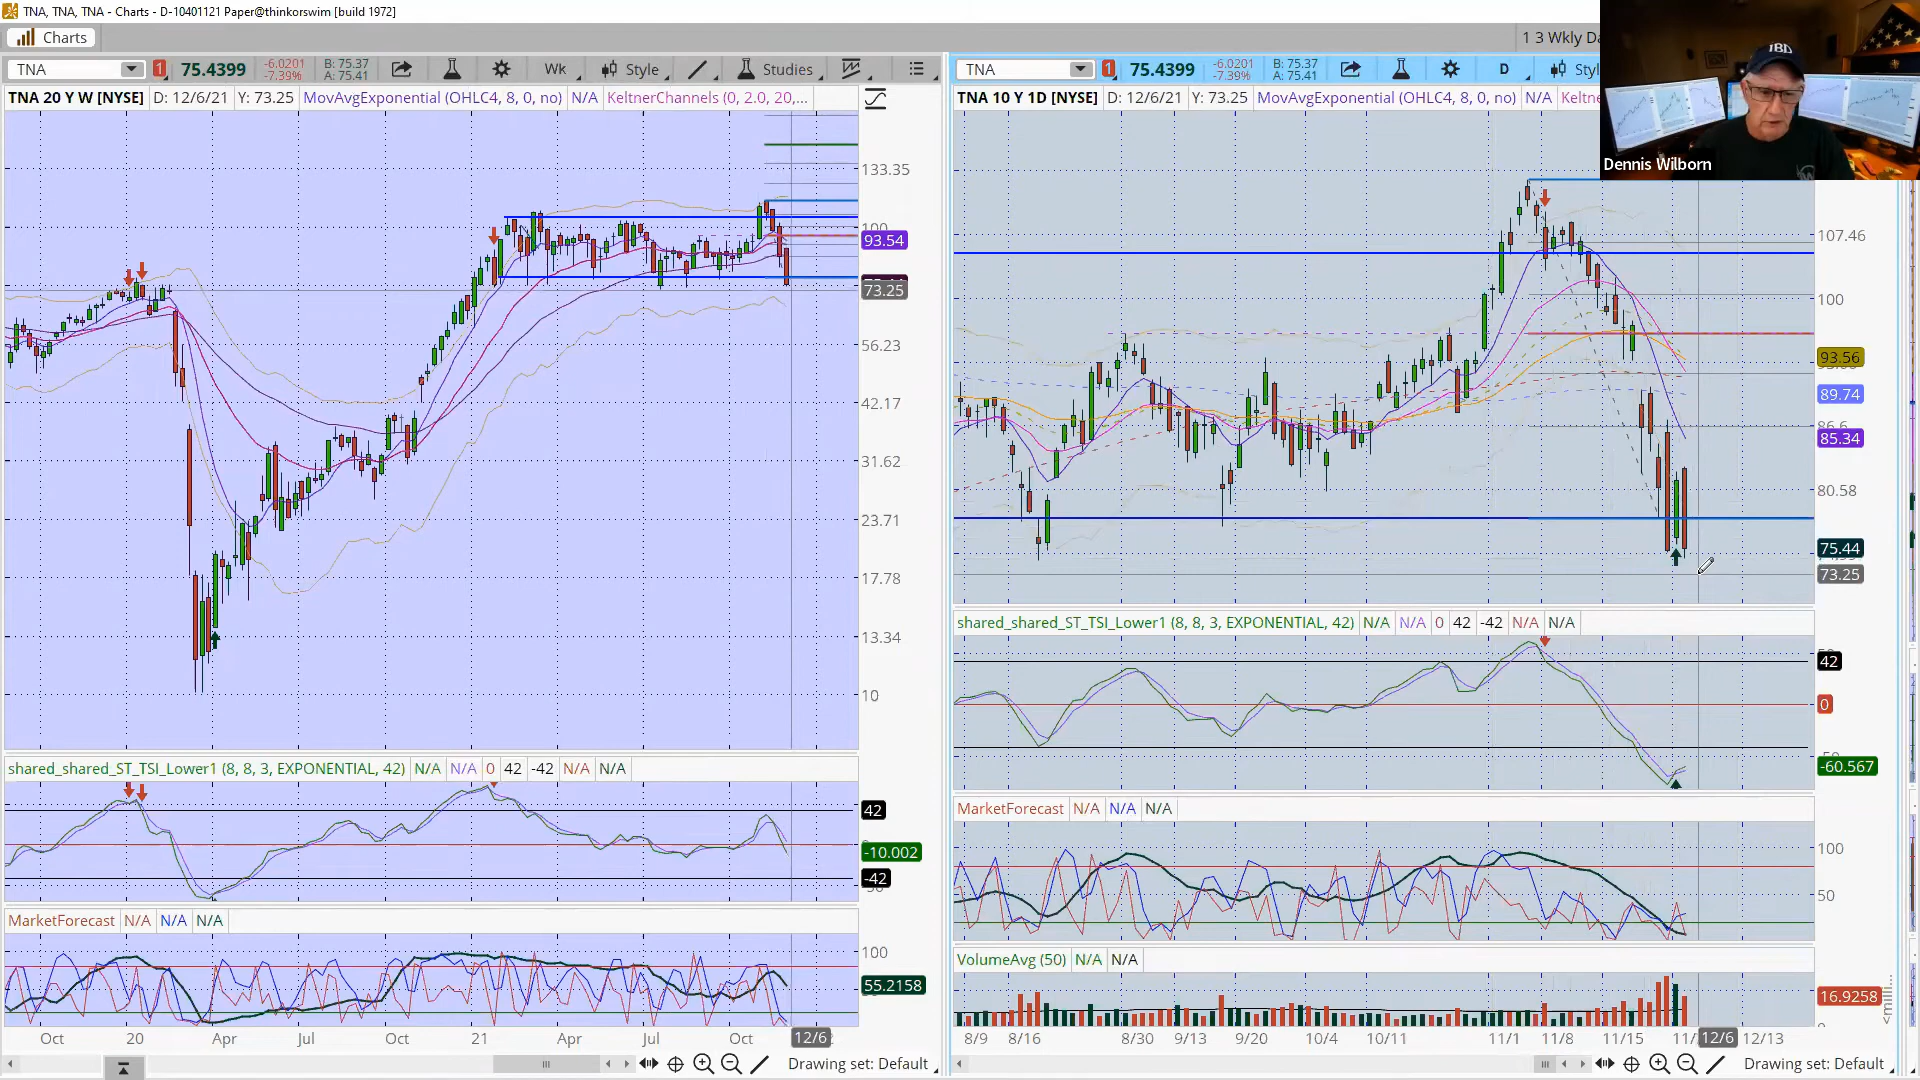 TNA, TNA, TNA - Charts - D-10401121 Paper@thinkorswim [build 1972]
Charts
1 3 Wkly
TNA 1 75.4399 -6.0201 -7.39% B: 75.37 A: 75.41 Wk Style Studies
TNA 20 Y W [NYSE] D: 12/6/21 Y: 73.25 MovAvgExponential (OHLC4, 8, 0, no) N/A KeltnerChannels (0, 2.0, 20,...
133.35
100
93.54
73.25
56.23
42.17
31.62
23.71
17.78
13.34
10
shared_shared_ST_TSI_Lower1 (8, 8, 3, EXPONENTIAL, 42) N/A N/A 0 42 -42 N/A N/A
42
-10.002
-42
MarketForecast N/A N/A N/A
100
55.2158
Oct 20 Apr Jul Oct 21 Apr Jul Oct 12/6
Drawing set: Default
TNA 1 75.4399 -6.0201 -7.39% B: 75.37 A: 75.41 D
TNA 10 Y 1D [NYSE] D: 12/6/21 Y: 73.25 MovAvgExponential (OHLC4, 8, 0, no) N/A
IBD
Dennis Wilborn
107.46
100
93.56
89.74
86.6
85.34
80.58
75.44
73.25
shared_shared_ST_TSI_Lower1 (8, 8, 3, EXPONENTIAL, 42) N/A N/A 0 42 -42 N/A N/A
42
0
-60.567
MarketForecast N/A N/A N/A
100
50
VolumeAvg (50) N/A N/A
16.9258
8/9 8/16 8/30 9/13 9/20 10/4 10/11 11/1 11/8 11/15 12/6 12/13
Drawing set: Default